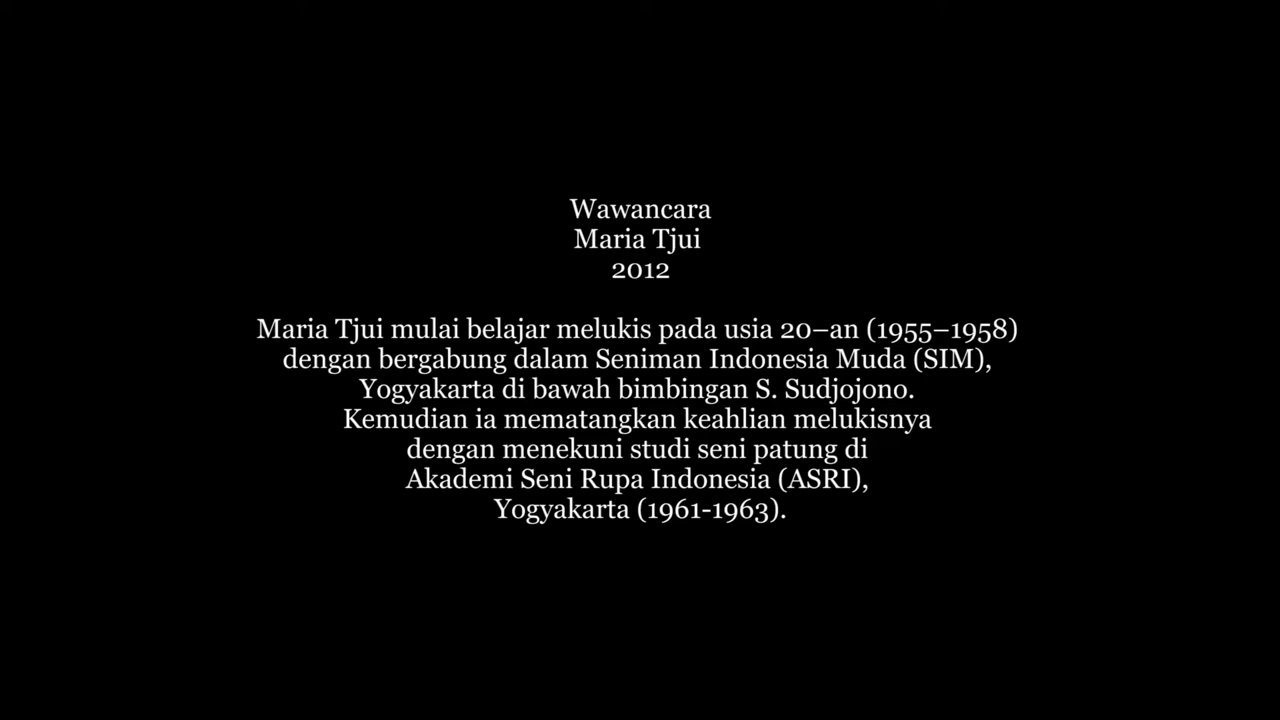 Wawancara
Maria Tjui
2012
Maria Tjui mulai belajar melukis pada usia 20–an (1955–1958)
dengan bergabung dalam Seniman Indonesia Muda (SIM),
Yogyakarta di bawah bimbingan S. Sudjojono.
Kemudian ia mematangkan keahlian melukisnya
dengan menekuni studi seni patung di
Akademi Seni Rupa Indonesia (ASRI),
Yogyakarta (1961-1963).